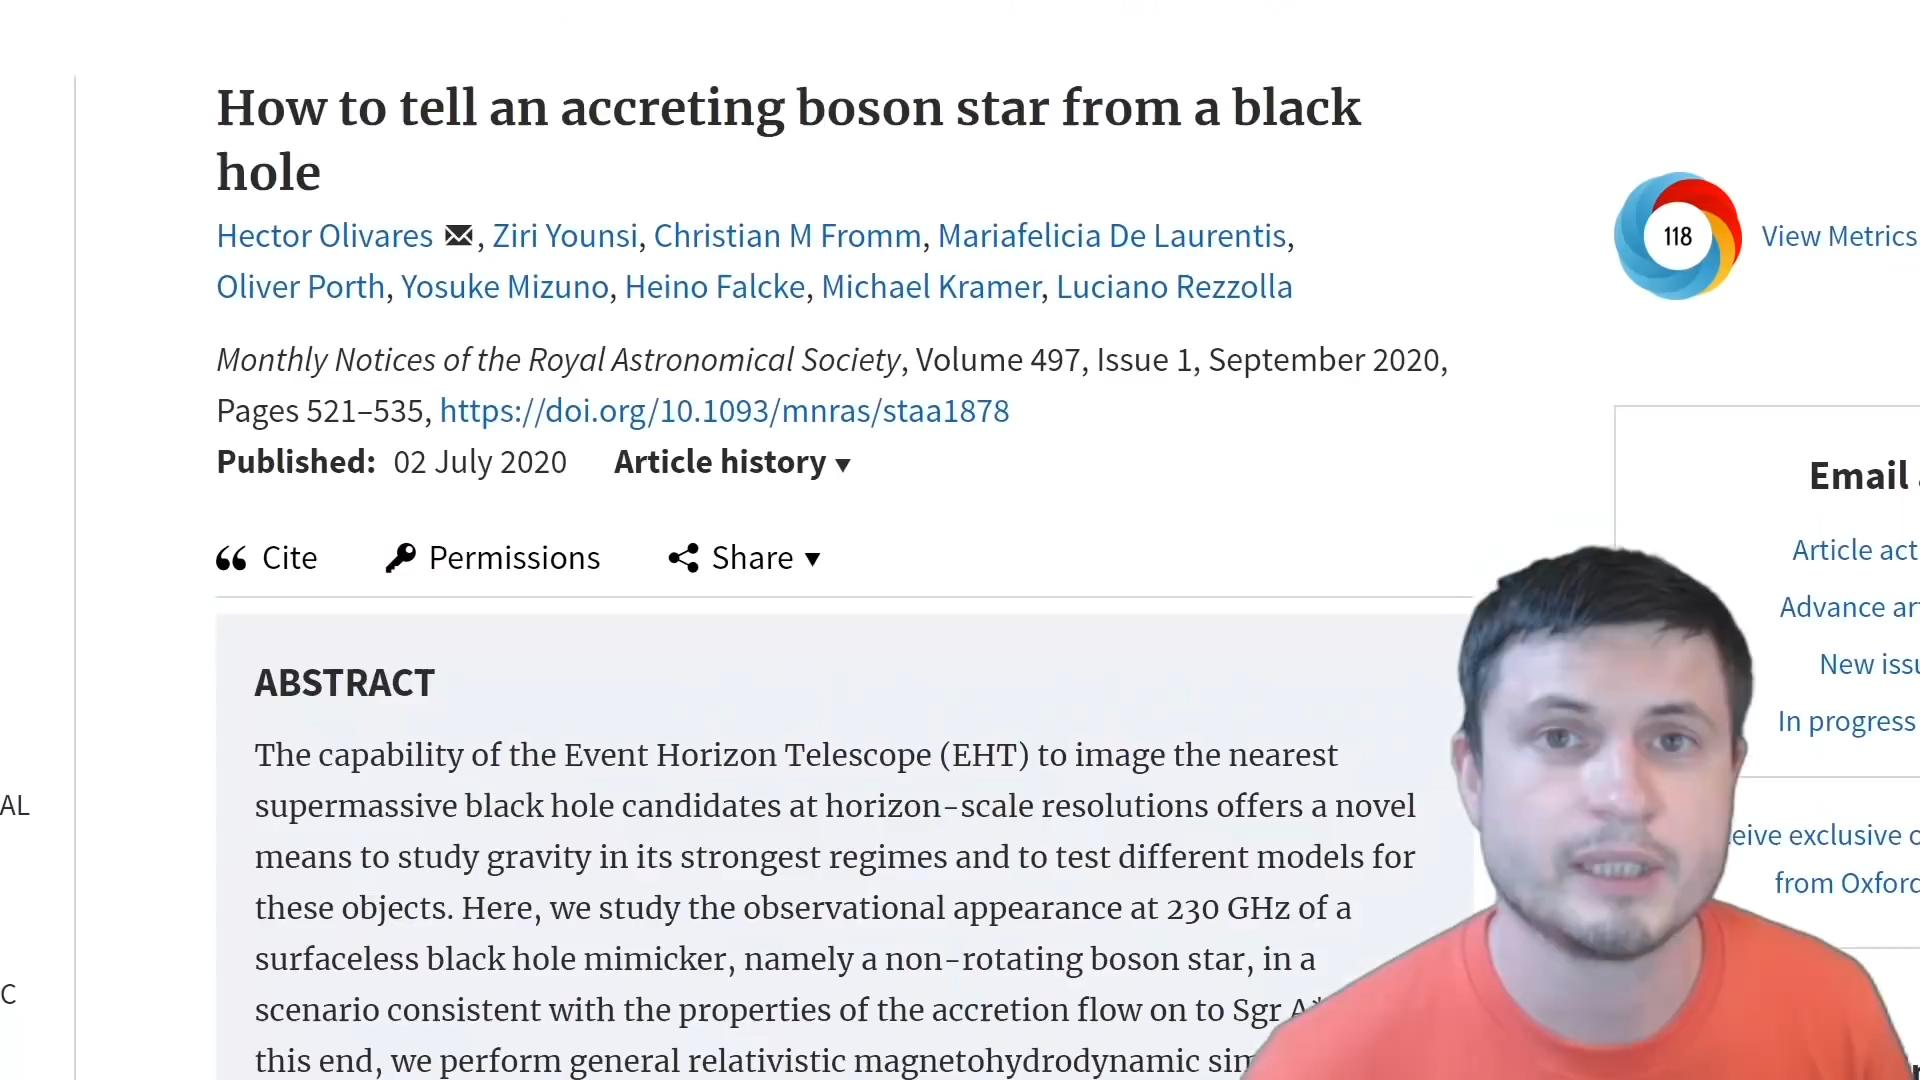 How to tell an accreting boson star from a black
hole
Hector Olivares , Ziri Younsi, Christian M Fromm, Mariafelicia De Laurentis,
Oliver Porth, Yosuke Mizuno, Heino Falcke, Michael Kramer, Luciano Rezzolla
Monthly Notices of the Royal Astronomical Society, Volume 497, Issue 1, September 2020,
Pages 521–535, https://doi.org/10.1093/mnras/staa1878
Published: 02 July 2020 Article history
Cite Permissions Share
ABSTRACT
The capability of the Event Horizon Telescope (EHT) to image the nearest
supermassive black hole candidates at horizon-scale resolutions offers a novel
means to study gravity in its strongest regimes and to test different models for
these objects. Here, we study the observational appearance at 230 GHz of a
surfaceless black hole mimicker, namely a non-rotating boson star, in a
scenario consistent with the properties of the accretion flow on to Sgr A*
this end, we perform general relativistic magnetohydrodynamic sim
118 View Metrics
Email
Article act
Advance ar
New issu
In progress
eive exclusive o
from Oxford
AL
C